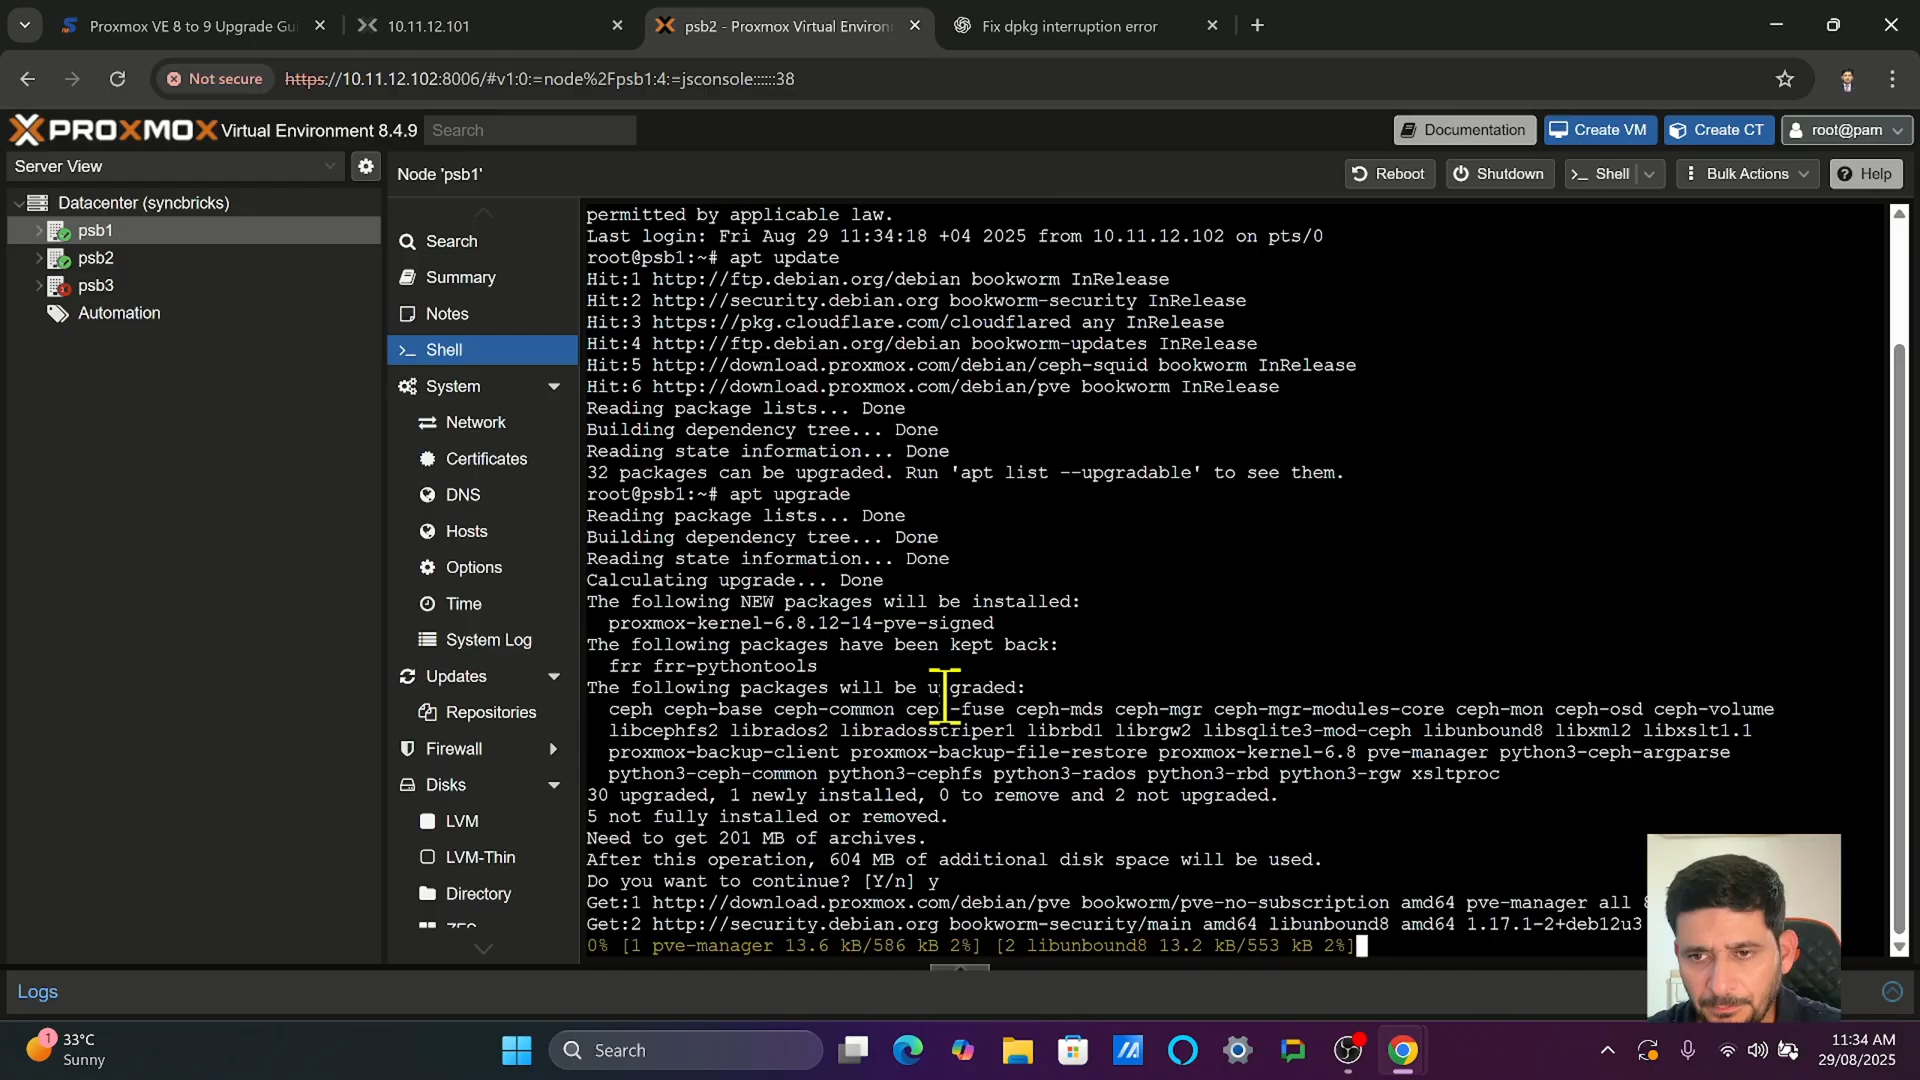 Proxmox VE 8 to 9 Upgrade Gu
10.11.12.101
psb2 - Proxmox Virtual Environ
Fix dpkg interruption error
Not secure
https://10.11.12.102:8006/#v1:0:=node%2Fpsb1:4:=jsconsole::::::38
PROXMOX Virtual Environment 8.4.9
Search
Documentation
Create VM
Create CT
root@pam
Server View
Node 'psb1'
Reboot
Shutdown
Shell
Bulk Actions
Help
Datacenter (syncbricks)
psb1
psb2
psb3
Automation
Search
Summary
Notes
Shell
System
Network
Certificates
DNS
Hosts
Options
Time
System Log
Updates
Repositories
Firewall
Disks
LVM
LVM-Thin
Directory
ZFS
permitted by applicable law.
Last login: Fri Aug 29 11:34:18 +04 2025 from 10.11.12.102 on pts/0
root@psb1:~# apt update
Hit:1 http://ftp.debian.org/debian bookworm InRelease
Hit:2 http://security.debian.org bookworm-security InRelease
Hit:3 https://pkg.cloudflare.com/cloudflared any InRelease
Hit:4 http://ftp.debian.org/debian bookworm-updates InRelease
Hit:5 http://download.proxmox.com/debian/ceph-squid bookworm InRelease
Hit:6 http://download.proxmox.com/debian/pve bookworm InRelease
Reading package lists... Done
Building dependency tree... Done
Reading state information... Done
32 packages can be upgraded. Run 'apt list --upgradable' to see them.
root@psb1:~# apt upgrade
Reading package lists... Done
Building dependency tree... Done
Reading state information... Done
Calculating upgrade... Done
The following NEW packages will be installed:
proxmox-kernel-6.8.12-14-pve-signed
The following packages have been kept back:
frr frr-pythontools
The following packages will be upgraded:
ceph ceph-base ceph-common ceph-fuse ceph-mds ceph-mgr ceph-mgr-modules-core ceph-mon ceph-osd ceph-volume
libcephfs2 librados2 libradosstriper1 librbd1 librgw2 libsqlite3-mod-ceph libunbound8 libxml2 libxslt1.1
proxmox-backup-client proxmox-backup-file-restore proxmox-kernel-6.8 pve-manager python3-ceph-argparse
python3-ceph-common python3-cephfs python3-rados python3-rbd python3-rgw xsltproc
30 upgraded, 1 newly installed, 0 to remove and 2 not upgraded.
5 not fully installed or removed.
Need to get 201 MB of archives.
After this operation, 604 MB of additional disk space will be used.
Do you want to continue? [Y/n] y
Get:1 http://download.proxmox.com/debian/pve bookworm/pve-no-subscription amd64 pve-manager all
Get:2 http://security.debian.org bookworm-security/main amd64 libunbound8 amd64 1.17.1-2+deb12u3
0% [1 pve-manager 13.6 kB/586 kB 2%] [2 libunbound8 13.2 kB/553 kB 2%]
Logs
1
33°C
Sunny
Search
11:34 AM
29/08/2025